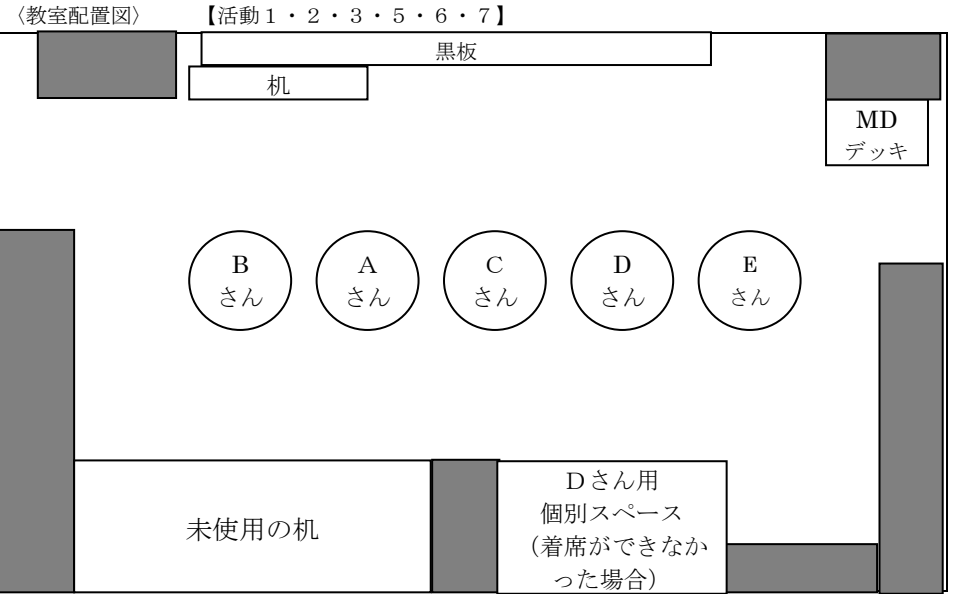 〈教室配置図〉　【活動１・２・３・５・６・７】
黒板
机
MD
デッキ
B
さん
A
さん
C
さん
D
さん
E
さん
未使用の机
Ｄさん用
個別スペース
（着席ができなか
った場合）